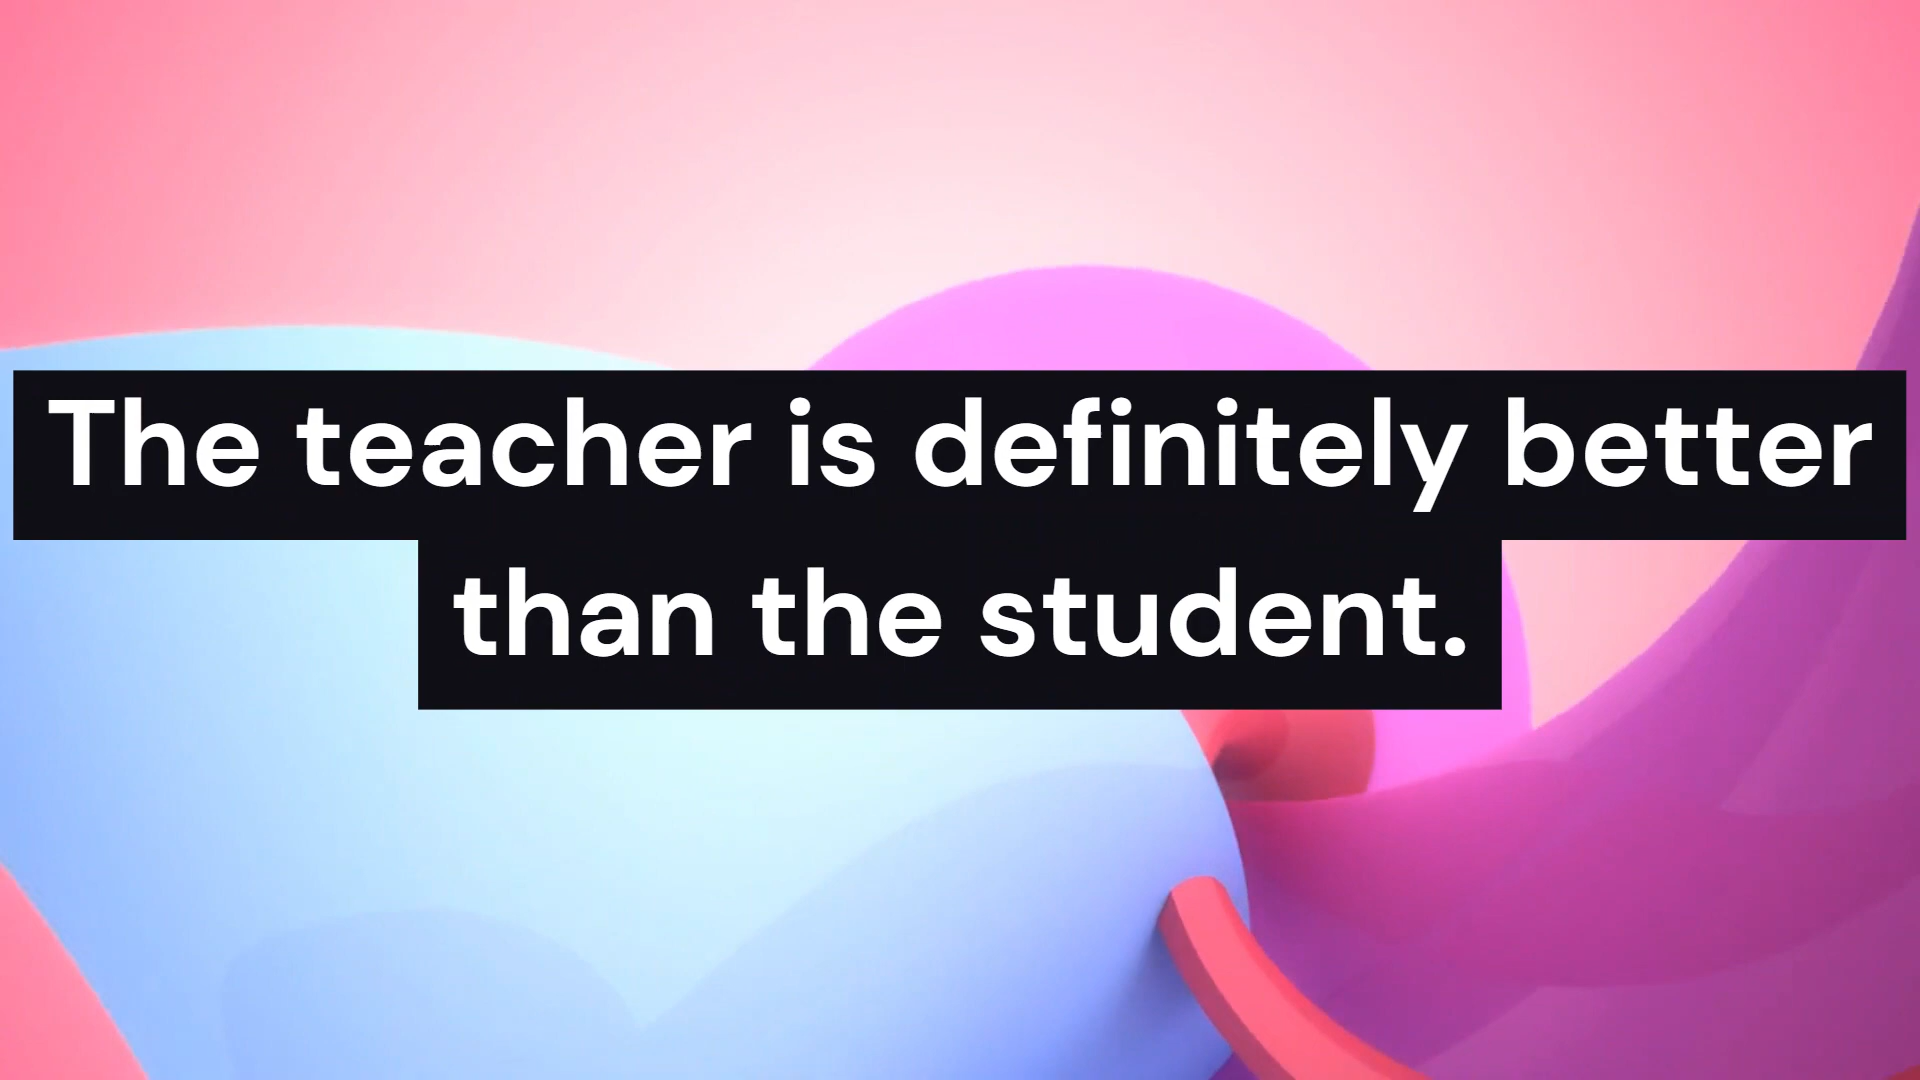 The teacher is definitely better
than the student.